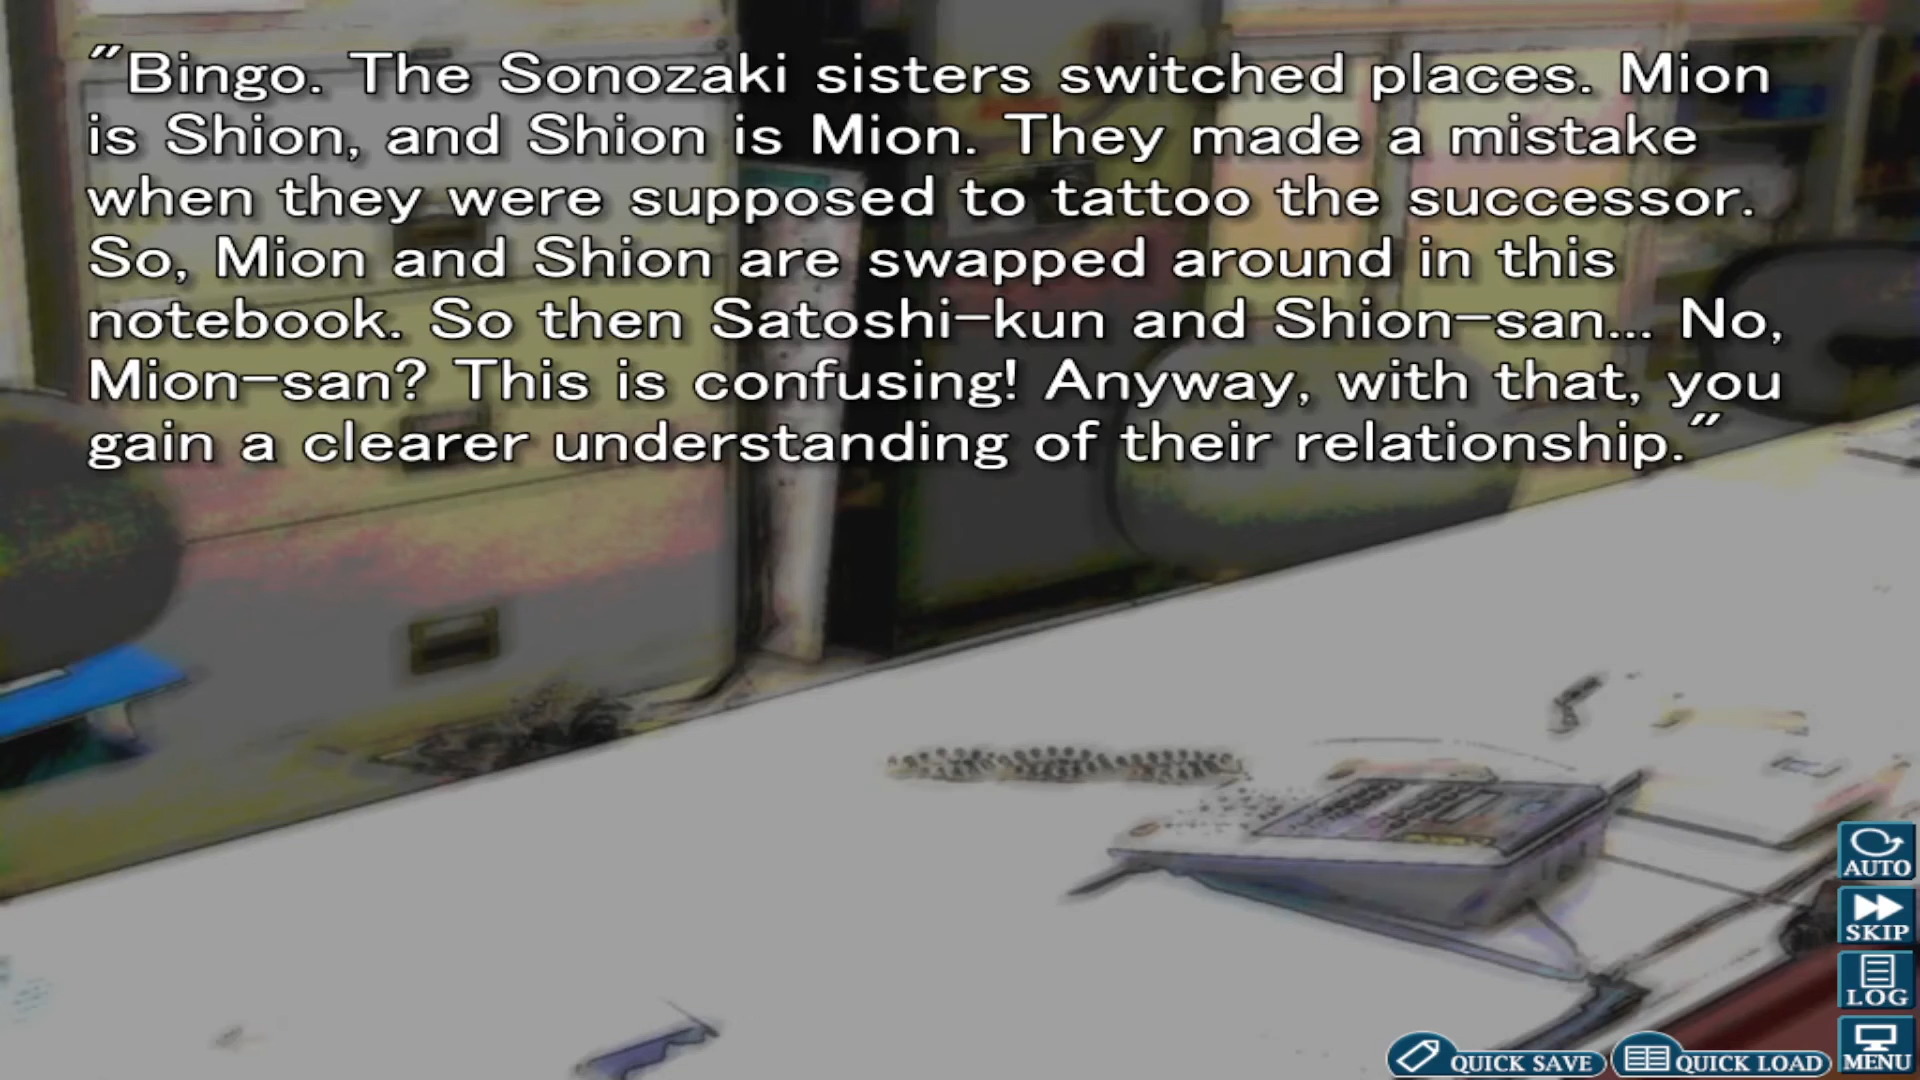 "Bingo. The Sonozaki sisters switched places. Mion
is Shion, and Shion is Mion. They made a mistake
when they were supposed to tattoo the successor.
So, Mion and Shion are swapped around in this
notebook. So then Satoshi-kun and Shion-san... No,
Mion-san? This is confusing! Anyway, with that, you
gain a clearer understanding of their relationship."
AUTO
SKIP
LOG
MENU
QUICK SAVE
QUICK LOAD